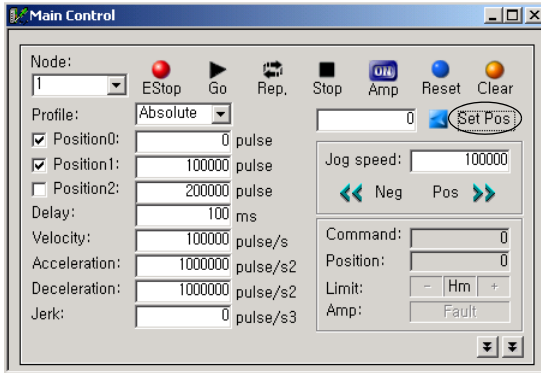 Main Control
Node:
1
EStop Go Rep. Stop Amp Reset Clear
ON
Profile: Absolute
0 Set Pos
Position0: 0 pulse
Position1: 100000 pulse
Position2: 200000 pulse
Delay: 100 ms
Velocity: 100000 pulse/s
Acceleration: 1000000 pulse/s2
Deceleration: 1000000 pulse/s2
Jerk: 0 pulse/s3
Jog speed: 100000
Neg Pos
Command: 0
Position: 0
Limit: - Hm +
Amp: Fault